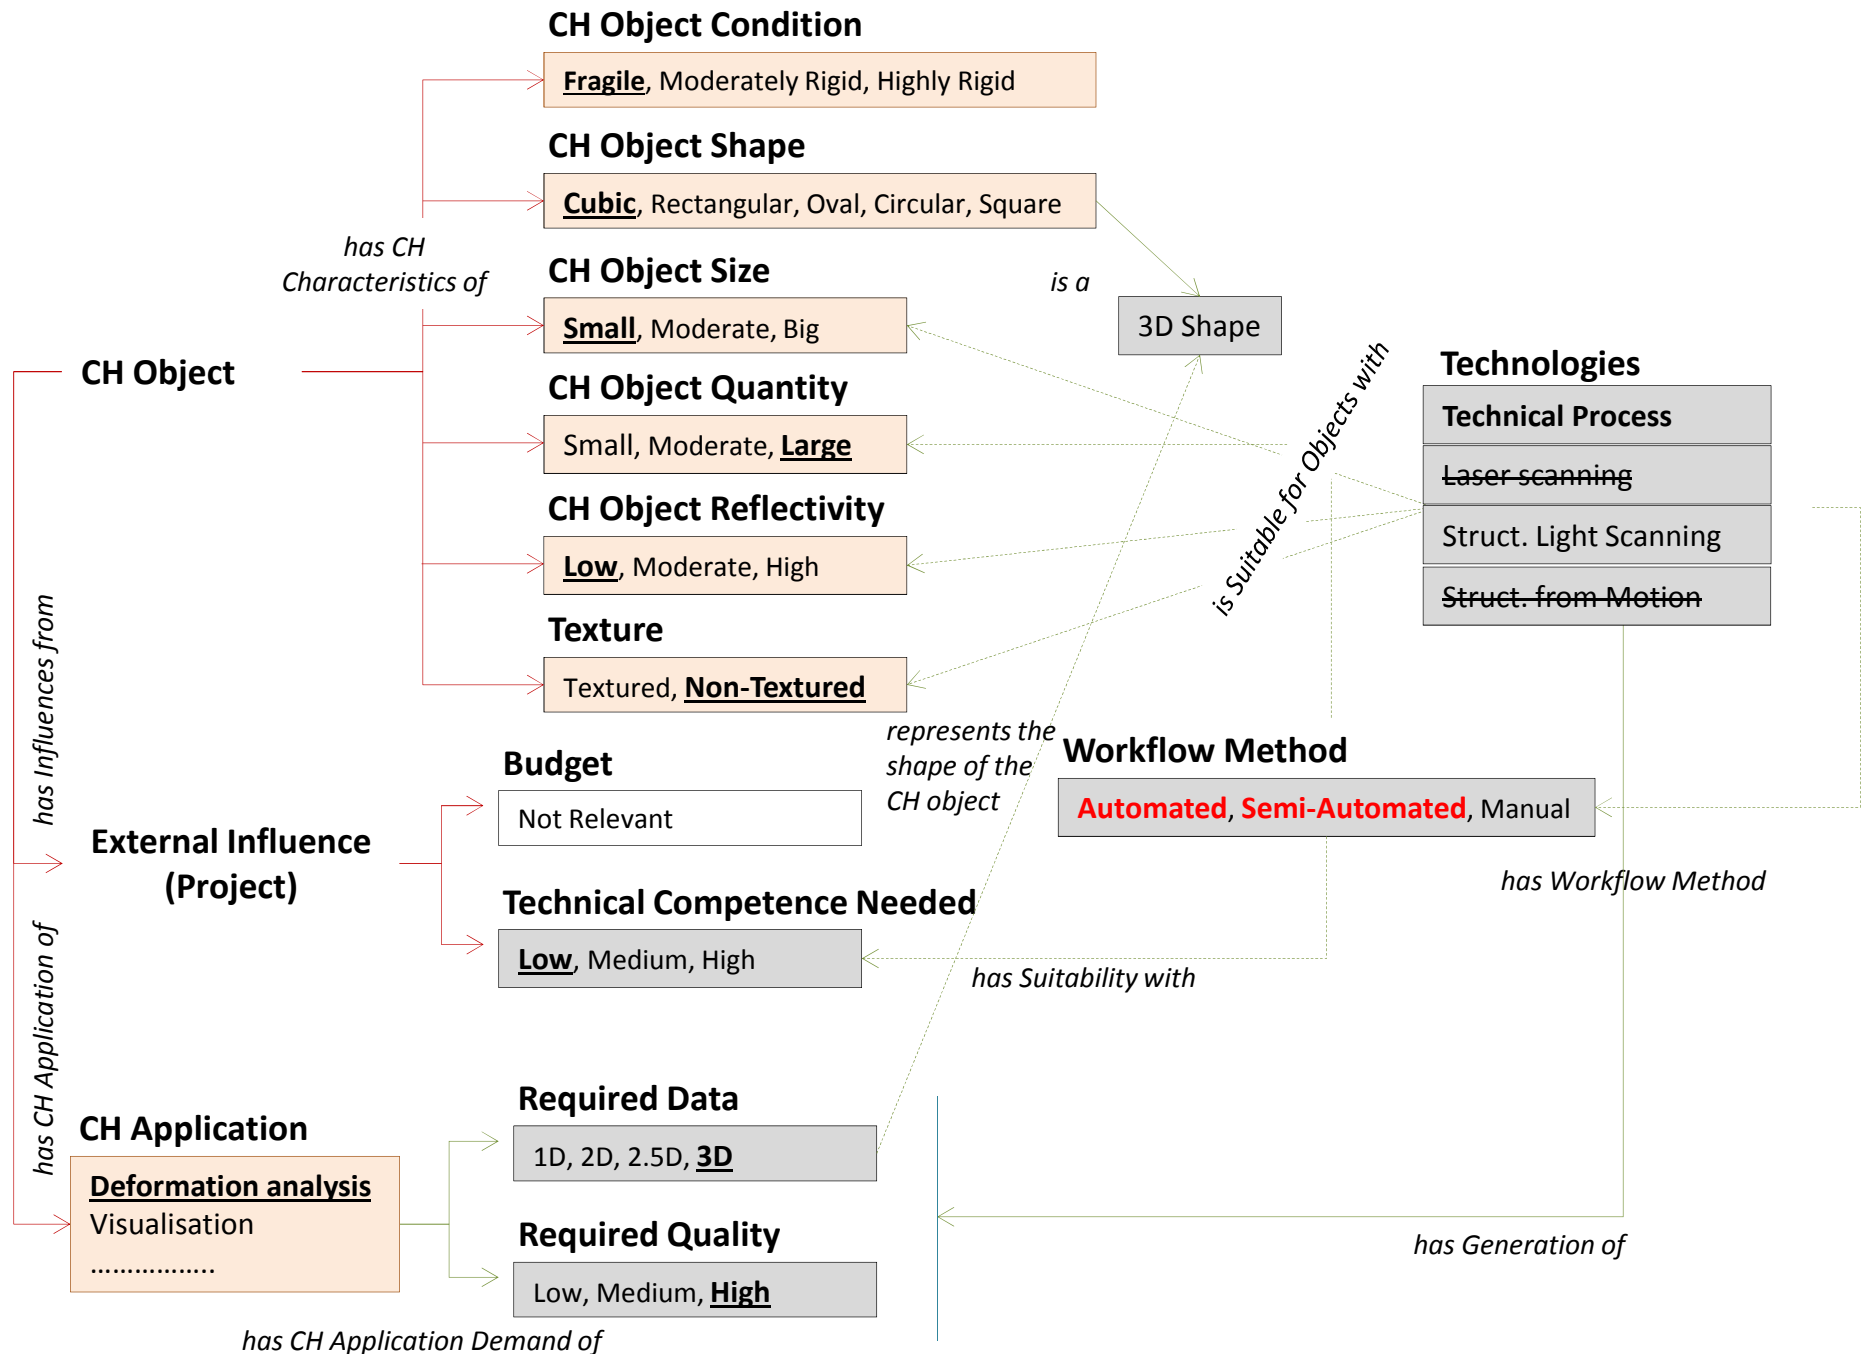 CH Object Condition
Fragile, Moderately Rigid, Highly Rigid
CH Object Shape
Cubic, Rectangular, Oval, Circular, Square
has CH
Characteristics of
CH Object Size
Small, Moderate, Big
is a
3D Shape
CH Object
CH Object Quantity
Small, Moderate, Large
CH Object Reflectivity
Low, Moderate, High
Texture
Textured, Non-Textured
is Suitable for Objects with
Technologies
Technical Process
Laser scanning
Struct. Light Scanning
Struct. from Motion
has Influences from
represents the
shape of the
CH object
Workflow Method
Automated, Semi-Automated, Manual
has Workflow Method
Budget
Not Relevant
External Influence
(Project)
Technical Competence Needed
Low, Medium, High
has Suitability with
has CH Application of
CH Application
Deformation analysis
Visualisation
................
Required Data
1D, 2D, 2.5D, 3D
Required Quality
Low, Medium, High
has Generation of
has CH Application Demand of